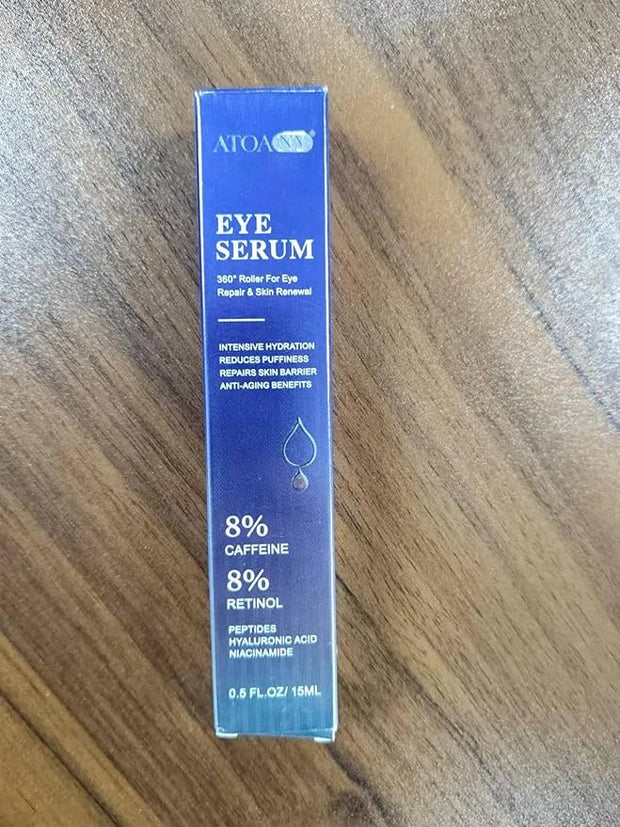 ATOANY®
EYE
SERUM
360° Roller For Eye
Repair & Skin Renewal
INTENSIVE HYDRATION
REDUCES PUFFINESS
REPAIRS SKIN BARRIER
ANTI-AGING BENEFITS
8%
CAFFEINE
8%
RETINOL
PEPTIDES
HYALURONIC ACID
NIACINAMIDE
0.5 FL.OZ/ 15ML